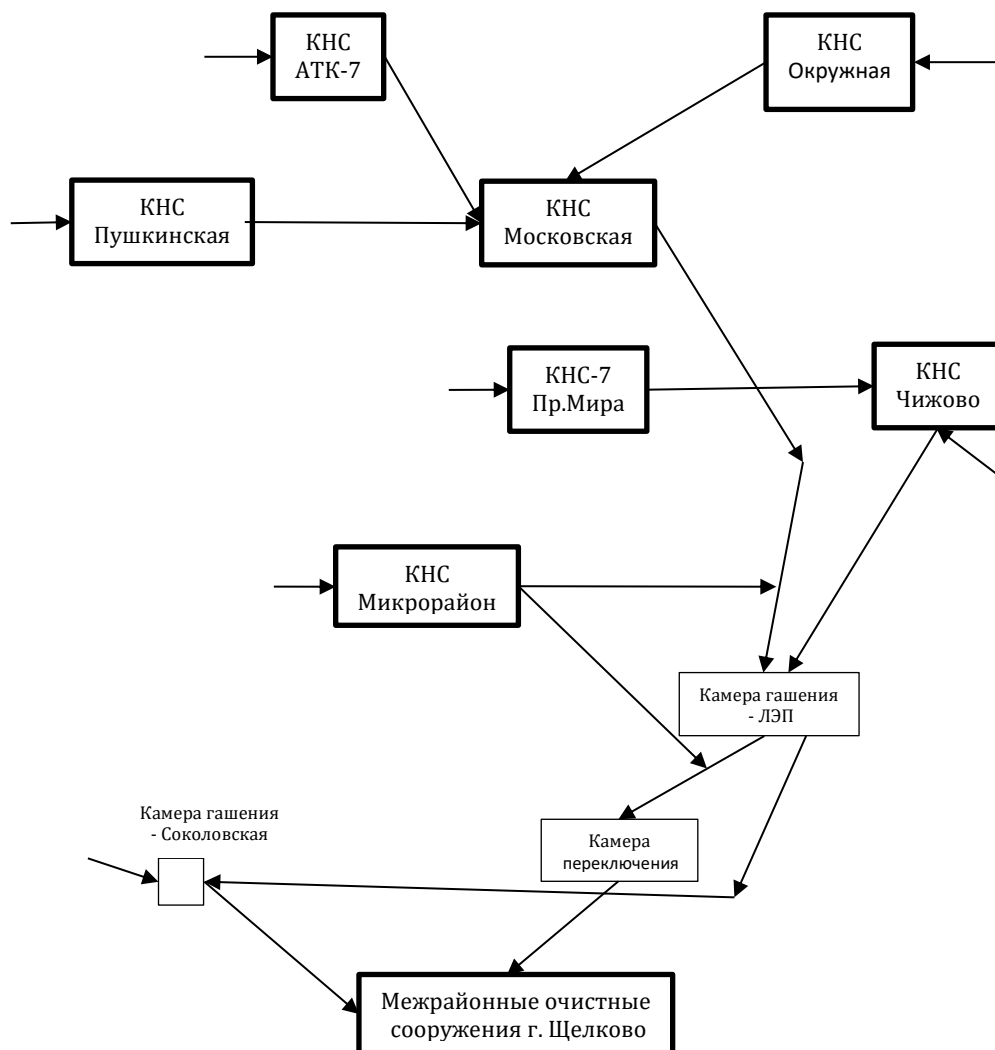 КНС
АТК-7
КНС
Окружная
КНС
Пушкинская
КНС
Московская
КНС-7
Пр.Мира
КНС
Чижово
КНС
Микрорайон
Камера гашения
- ЛЭП
Камера гашения
- Соколовская
Камера
переключения
Межрайонные очистные
сооружения г. Щелково